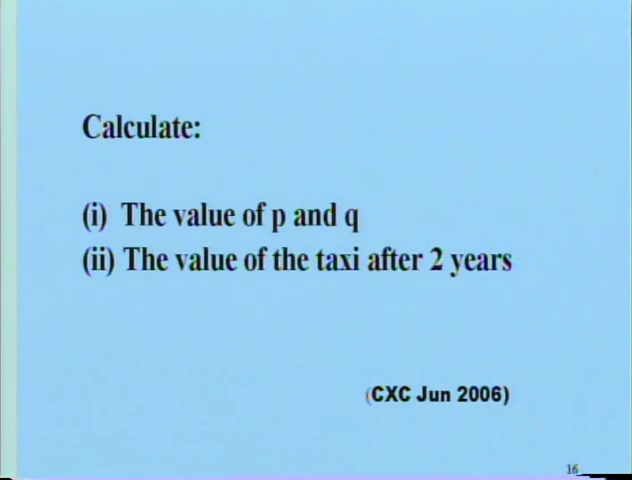 Calculate:
(i) The value of p and q
(ii) The value of the taxi after 2 years
(CXC Jun 2006)
16